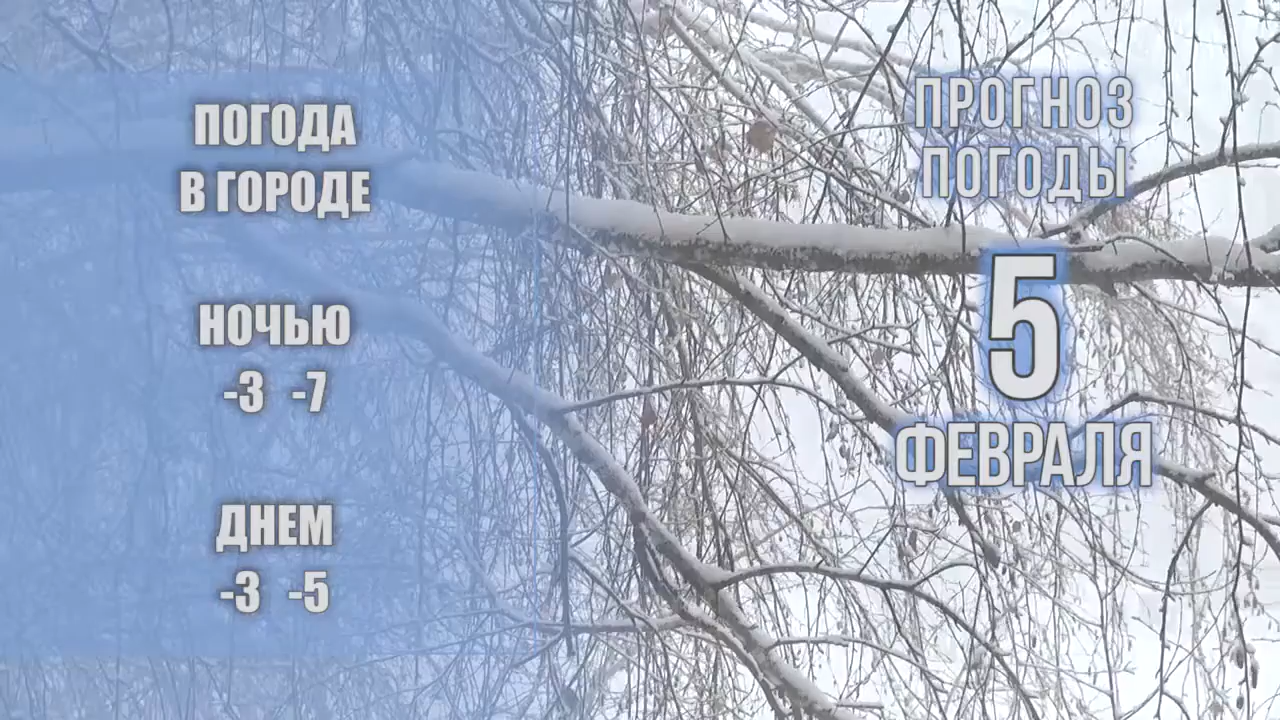 ПОГОДА
В ГОРОДЕ
НОЧЬЮ
-3 -7
ДНЕМ
-3 -5
ПРОГНОЗ
ПОГОДЫ
5
ФЕВРАЛЯ